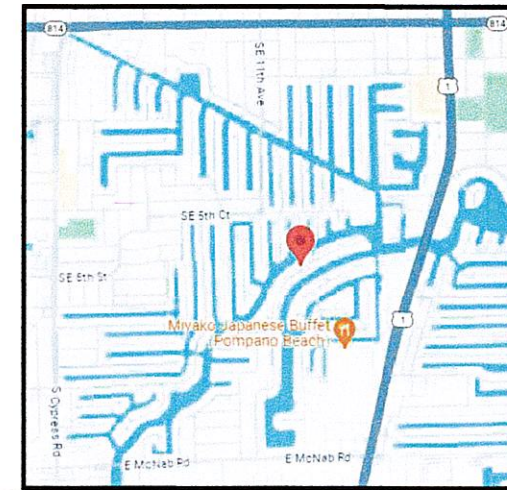 814
814
SE 11th Ave
1
SE 5th Ct
SE 6th St
Miyako Japanese Buffet
Pompano Beach
1
S Cypress Rd
E McNab Rd
E McNab Rd